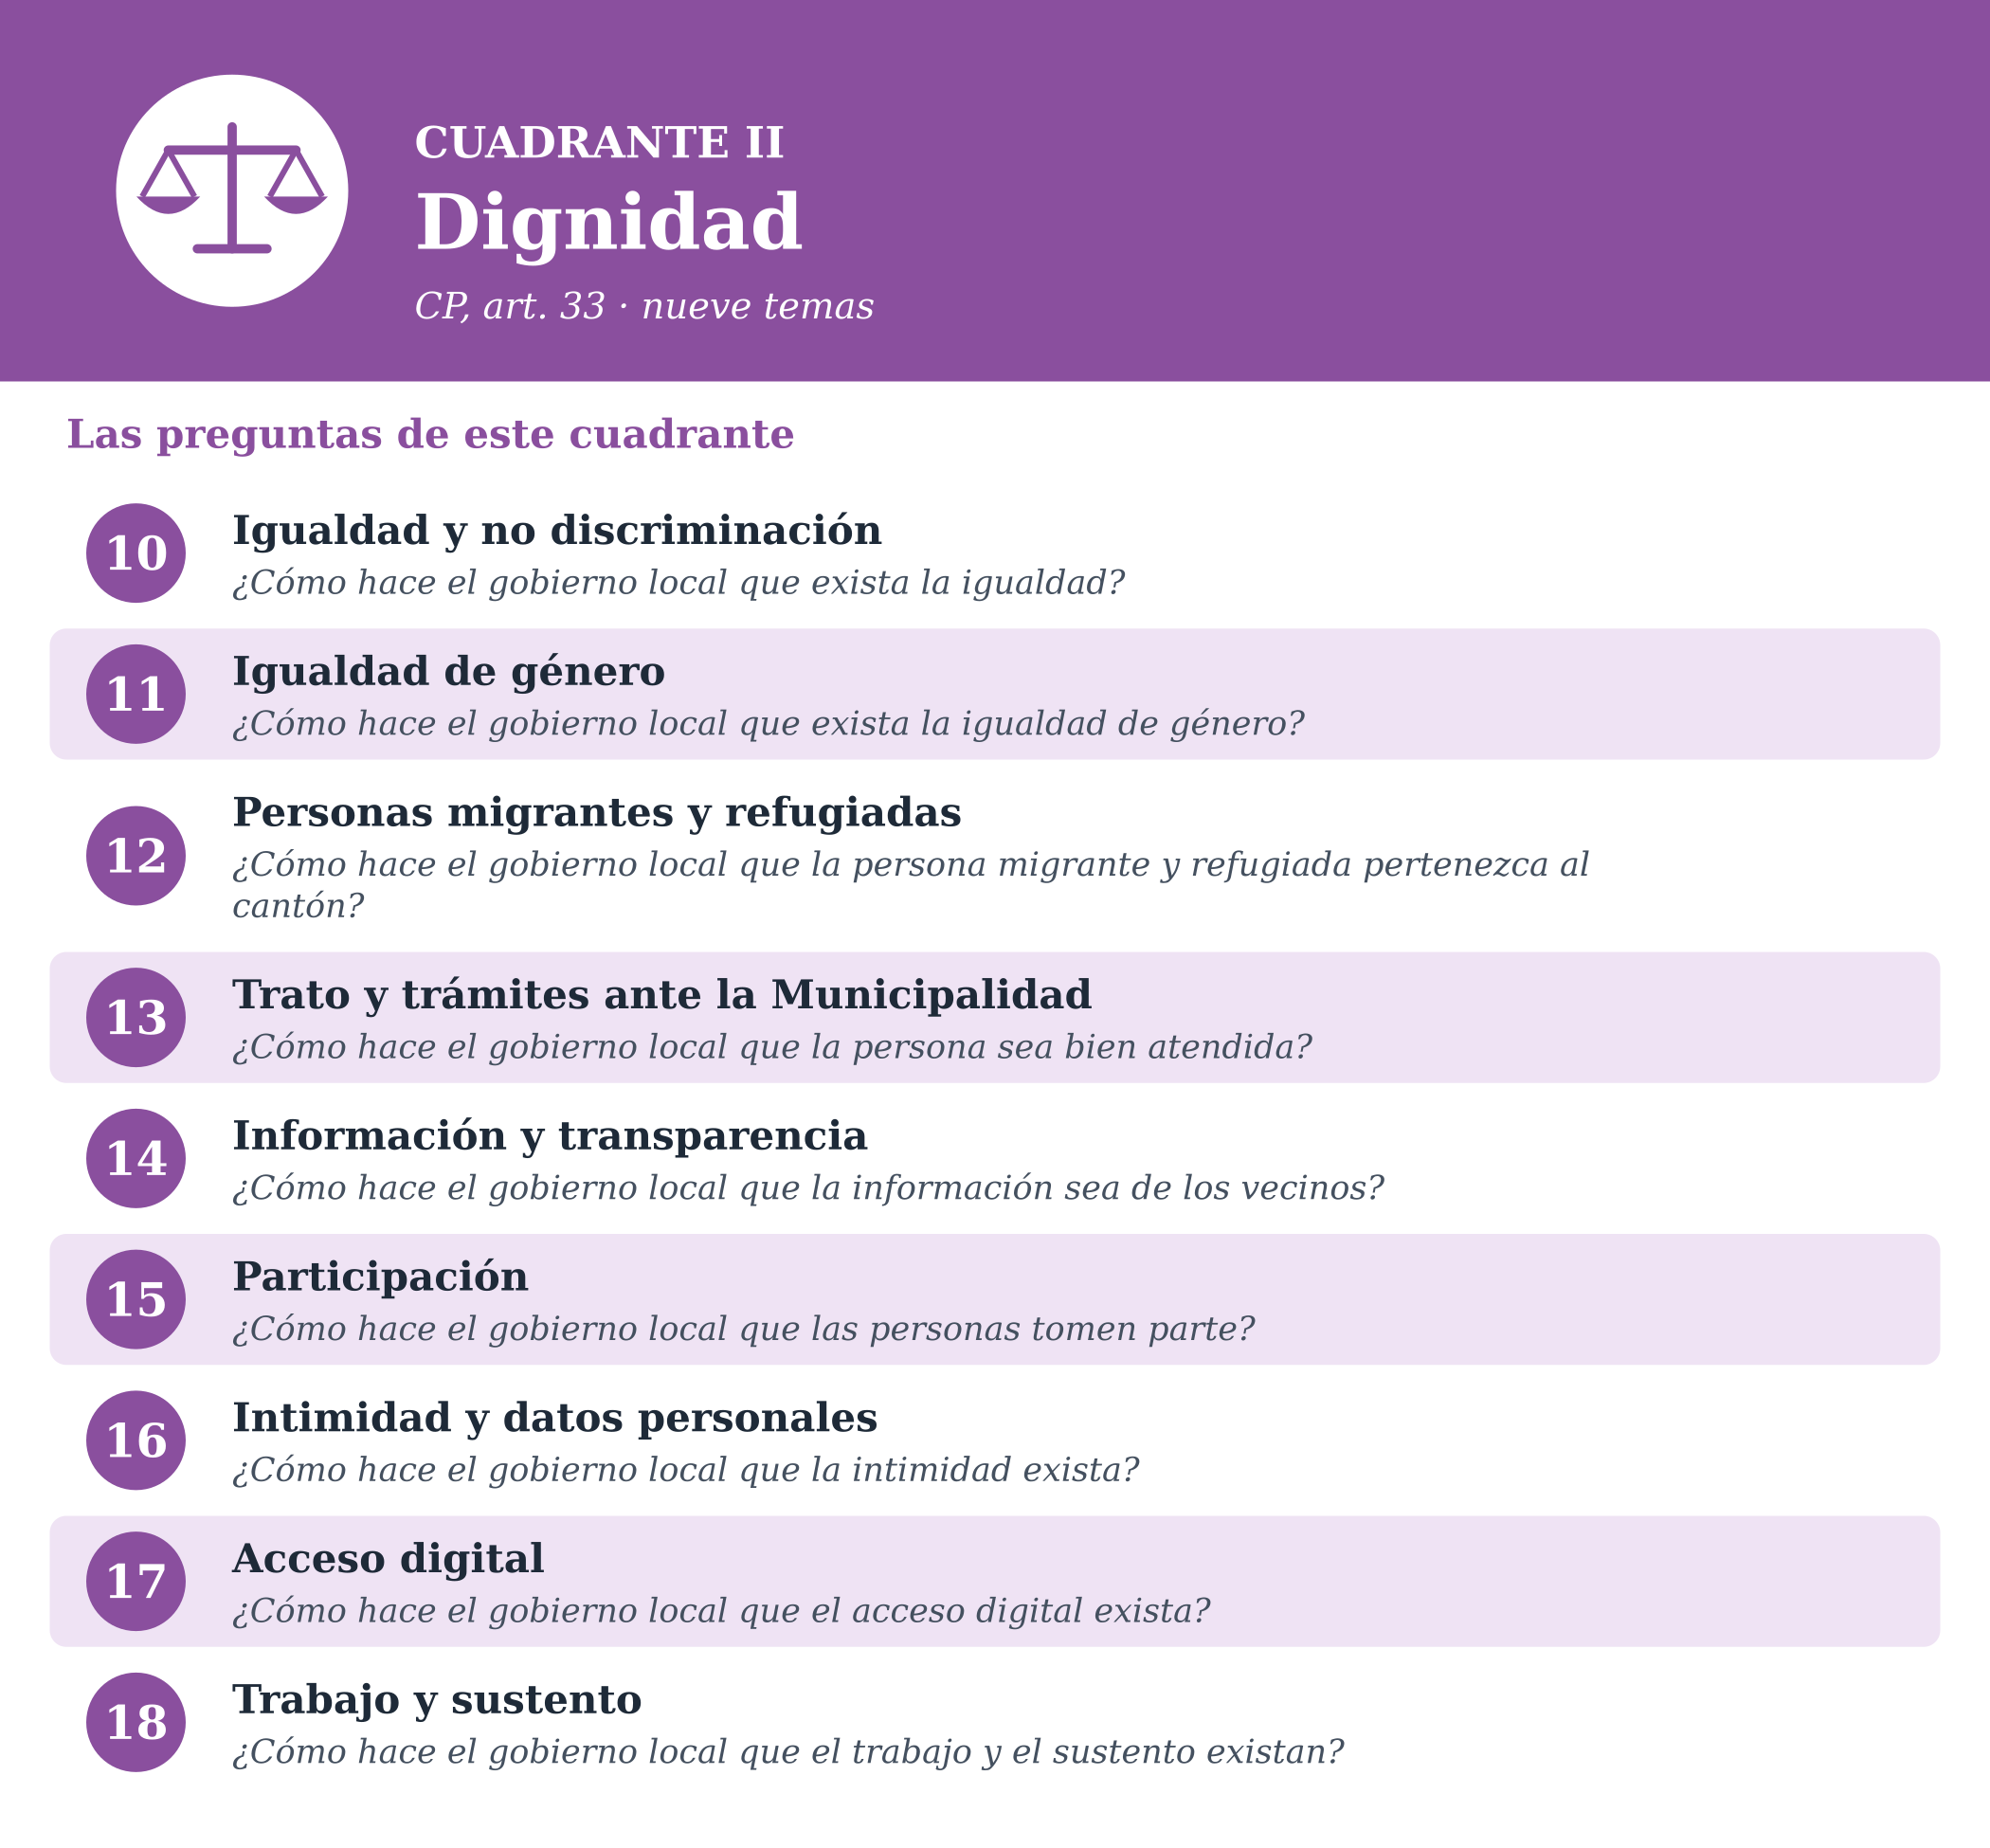 CUADRANTE II
Dignidad
CP, art. 33 · nueve temas
Las preguntas de este cuadrante
10
Igualdad y no discriminación
¿Cómo hace el gobierno local que exista la igualdad?
11
Igualdad de género
¿Cómo hace el gobierno local que exista la igualdad de género?
12
Personas migrantes y refugiadas
¿Cómo hace el gobierno local que la persona migrante y refugiada pertenezca al
cantón?
13
Trato y trámites ante la Municipalidad
¿Cómo hace el gobierno local que la persona sea bien atendida?
14
Información y transparencia
¿Cómo hace el gobierno local que la información sea de los vecinos?
15
Participación
¿Cómo hace el gobierno local que las personas tomen parte?
16
Intimidad y datos personales
¿Cómo hace el gobierno local que la intimidad exista?
17
Acceso digital
¿Cómo hace el gobierno local que el acceso digital exista?
18
Trabajo y sustento
¿Cómo hace el gobierno local que el trabajo y el sustento existan?